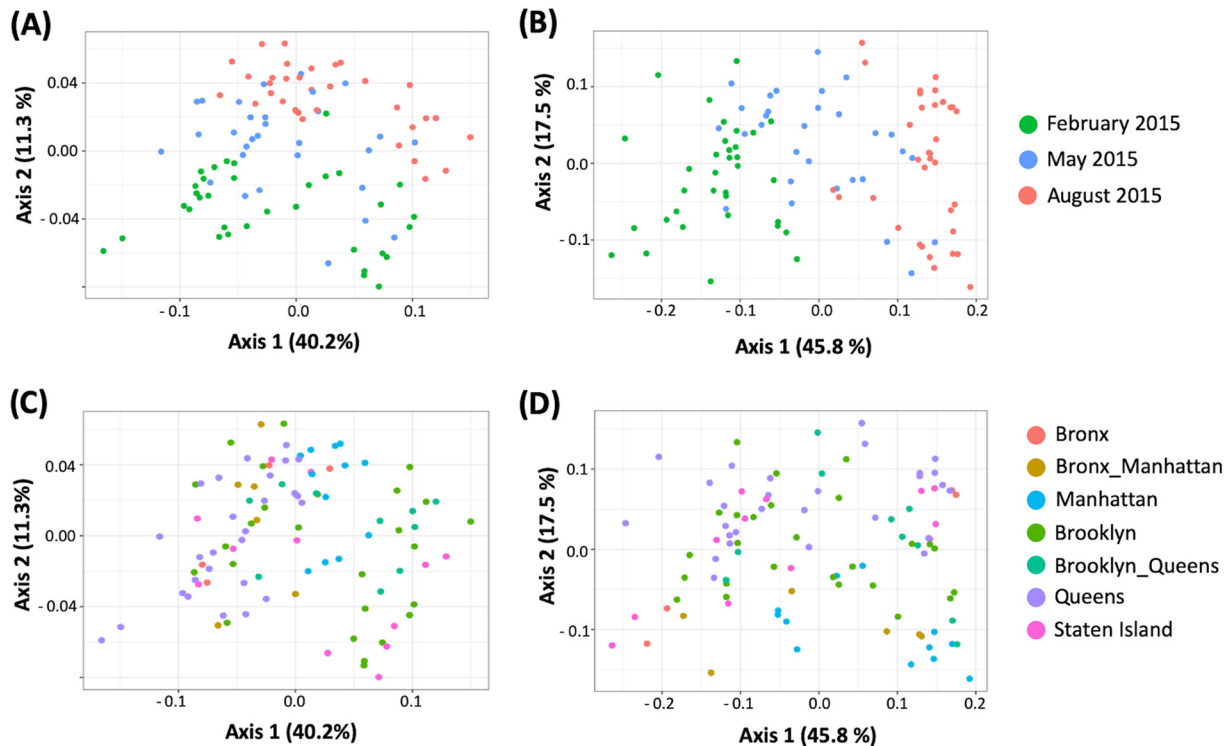 (A)
0.04
0.00
- 0.04
Axis 2 (11.3 %)
- 0.1
0.0
0.1
Axis 1 (40.2%)
(B)
0.1
0.0
- 0.1
Axis 2 (17.5 %)
- 0.2
- 0.1
0.0
0.1
0.2
Axis 1 (45.8 %)
February 2015
May 2015
August 2015
(C)
0.04
0.00
- 0.04
Axis 2 (11.3%)
- 0.1
0.0
0.1
Axis 1 (40.2%)
(D)
0.1
0.0
- 0.1
Axis 2 (17.5 %)
- 0.2
- 0.1
0.0
0.1
0.2
Axis 1 (45.8 %)
Bronx
Bronx_Manhattan
Manhattan
Brooklyn
Brooklyn_Queens
Queens
Staten Island